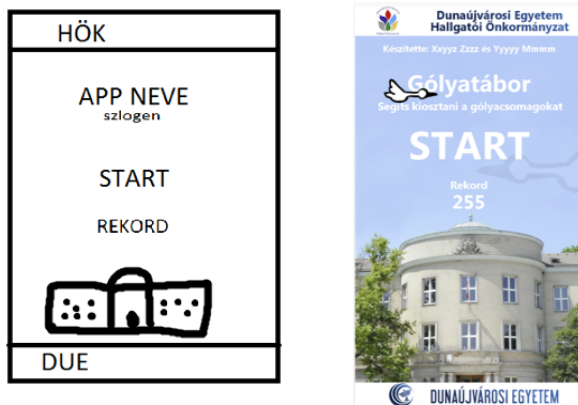 HÖK
APP NEVE
szlogen
START
REKORD
DUE
Dunaújvárosi Egyetem
Hallgatói Önkormányzat
Készítette: Xxyyz Zzzz és Yyyyy Mmmm
Gólyatábor
Segíts kiosztani a gólyacsomagokat
START
Rekord
255
DUNAÚJVÁROSI EGYETEM